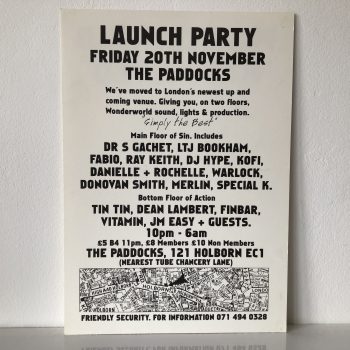 LAUNCH PARTY
FRIDAY 20TH NOVEMBER
THE PADDOCKS
We've moved to London's newest up and
coming venue. Giving you, on two floors,
Wonderworld sound, lights & production.
"Simply the Best"
Main Floor of Sin. Includes
DR S GACHET, LTJ BOOKHAM,
FABIO, RAY KEITH, DJ HYPE, KOFI,
DANIELLE + ROCHELLE, WARLOCK,
DONOVAN SMITH, MERLIN, SPECIAL K.
Bottom Floor of Action
TIN TIN, DEAN LAMBERT, FINBAR,
VITAMIN, JM EASY + GUESTS.
10pm - 6am
£5 B4 11pm, £8 Members £10 Non Members
THE PADDOCKS, 121 HOLBORN EC1
(NEAREST TUBE CHANCERY LANE)
HOLBORN
FRIENDLY SECURITY. FOR INFORMATION 071 494 0328